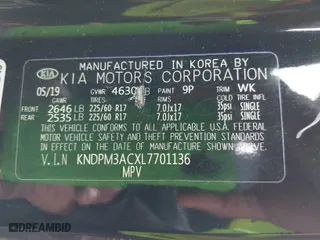 MANUFACTURED IN KOREA BY
KIA KIA MOTORS CORPORATION
GVWR PAINT TRIM COLD TIRE
05/19 4630LB 9P WK INFL
GAWR TIRES RIMS
FRONT 2646 LB 225/60 R17 7.0Jx17 35psi SINGLE
REAR 2535 LB 225/60 R17 7.0Jx17 35psi SINGLE
THIS VEHICLE CONFORMS TO ALL APPLICABLE U.S.A. FEDERAL
MOTOR VEHICLE SAFETY, BUMPER AND THEFT PREVENTION
STANDARDS IN EFFECT ON THE DATE OF MANUFACTURE SHOWN
ABOVE.
V.I.N KNDPM3ACXL7701136
MPV
DREAMBID